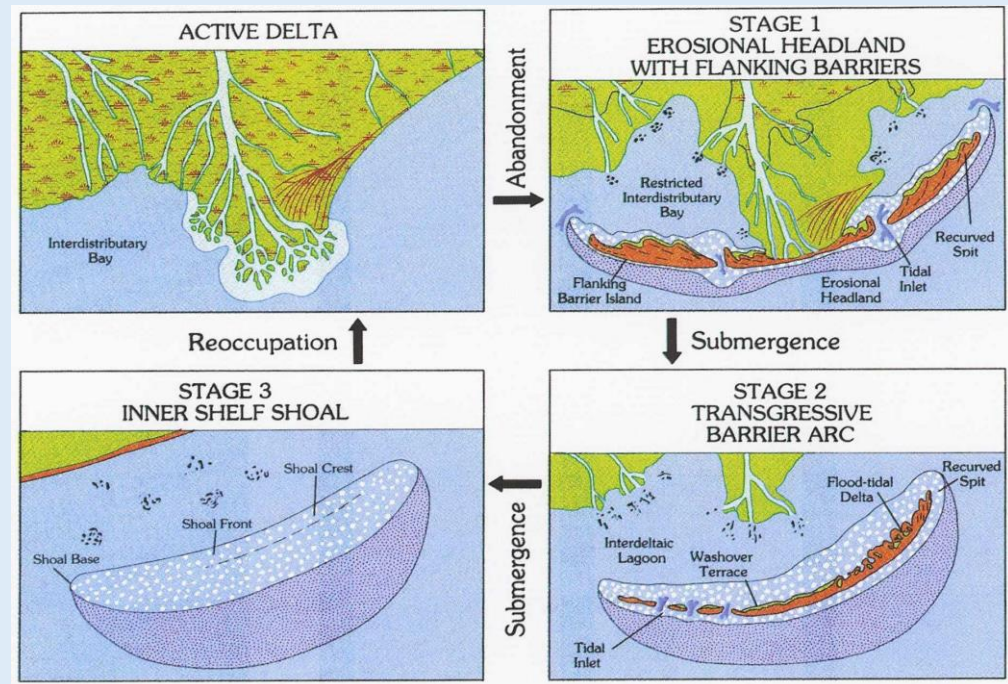 ACTIVE DELTA
Interdistributary
Bay
Abandonment
STAGE 1
EROSIONAL HEADLAND
WITH FLANKING BARRIERS
Restricted
Interdistributary
Bay
Flanking
Barrier Island
Erosional
Headland
Tidal
Inlet
Recurved
Spit
Reoccupation
Submergence
STAGE 3
INNER SHELF SHOAL
Shoal Crest
Shoal Front
Shoal Base
Submergence
STAGE 2
TRANSGRESSIVE
BARRIER ARC
Recurved
Spit
Flood-tidal
Delta
Interdeltaic
Lagoon
Washover
Terrace
Tidal
Inlet